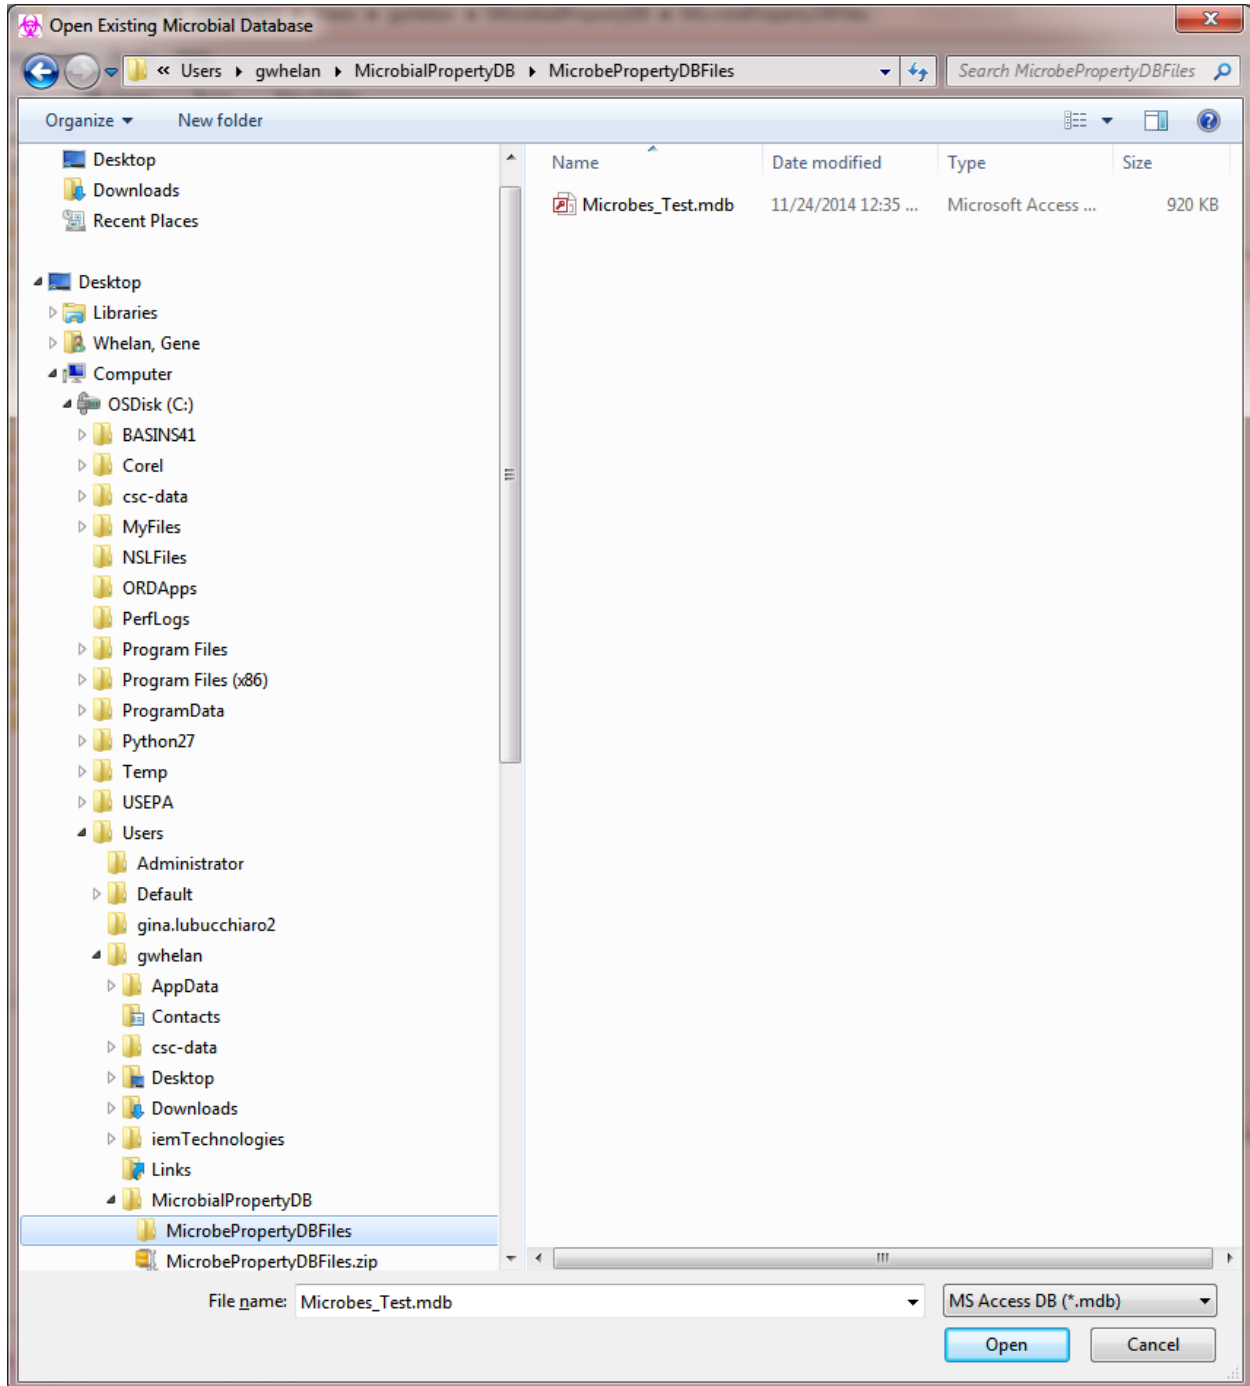 Open Existing Microbial Database
« Users gwhelan MicrobialPropertyDB MicrobePropertyDBFiles Search MicrobePropertyDBFiles
Organize New folder
Name Date modified Type Size
Microbes_Test.mdb 11/24/2014 12:35 ... Microsoft Access ... 920 KB
Desktop
Downloads
Recent Places
Desktop
Libraries
Whelan, Gene
Computer
OSDisk (C:)
BASINS41
Corel
csc-data
MyFiles
NSLFiles
ORDApps
PerfLogs
Program Files
Program Files (x86)
ProgramData
Python27
Temp
USEPA
Users
Administrator
Default
gina.lubucchiaro2
gwhelan
AppData
Contacts
csc-data
Desktop
Downloads
iemTechnologies
Links
MicrobialPropertyDB
MicrobePropertyDBFiles
MicrobePropertyDBFiles.zip
File name: Microbes_Test.mdb MS Access DB (*.mdb)
Open Cancel